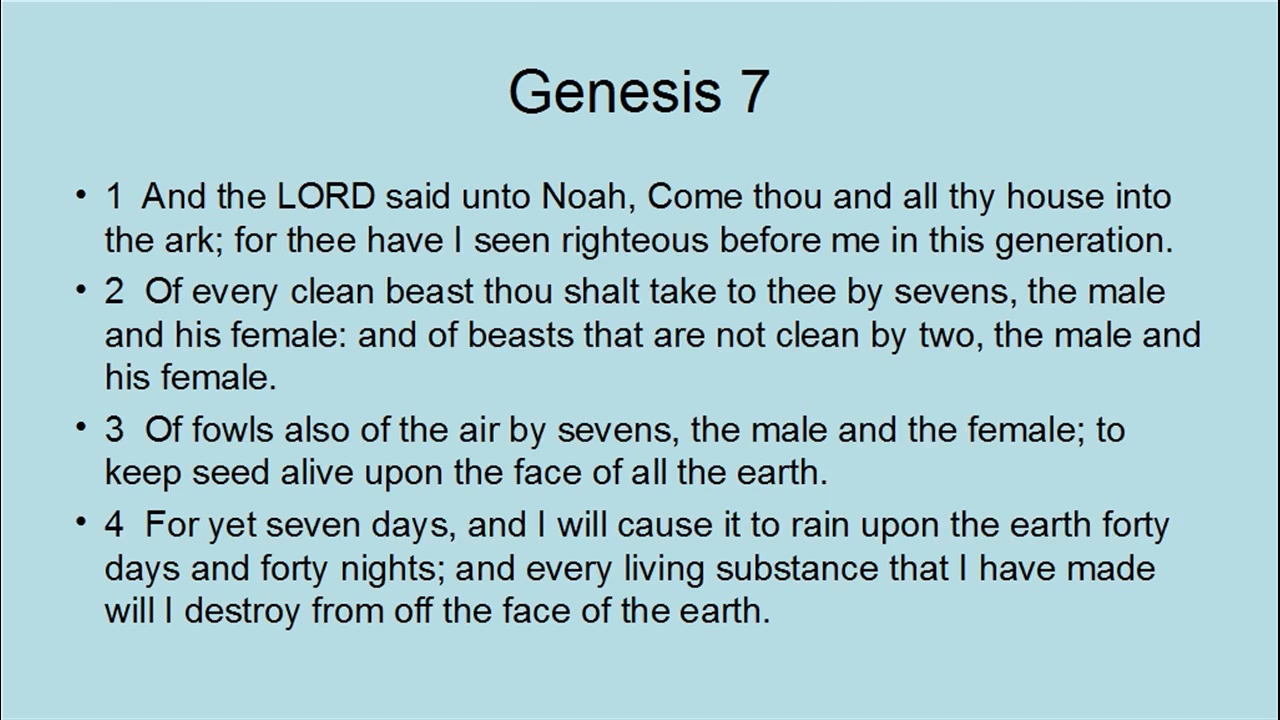 Genesis 7
• 1 And the LORD said unto Noah, Come thou and all thy house into
the ark; for thee have I seen righteous before me in this generation.
• 2 Of every clean beast thou shalt take to thee by sevens, the male
and his female: and of beasts that are not clean by two, the male and
his female.
• 3 Of fowls also of the air by sevens, the male and the female; to
keep seed alive upon the face of all the earth.
• 4 For yet seven days, and I will cause it to rain upon the earth forty
days and forty nights; and every living substance that I have made
will I destroy from off the face of the earth.